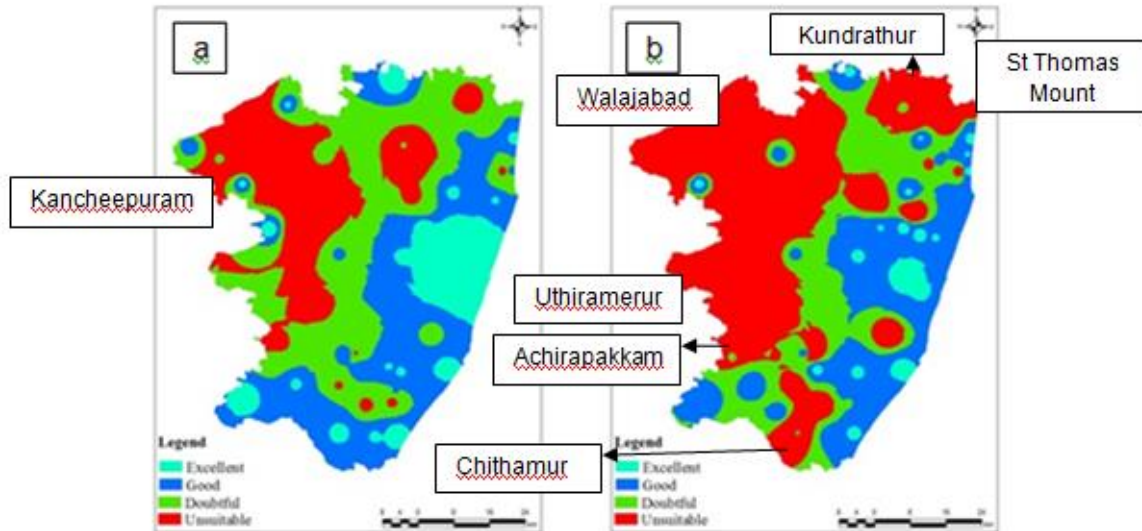 a
b
Kundrathur
St Thomas
Mount
Walajabad
Kancheepuram
Uthiramerur
Achirapakkam
Chithamur
Legend
Excellent
Good
Doubtful
Unsuitable
Legend
Excellent
Good
Doubtful
Unsuitable